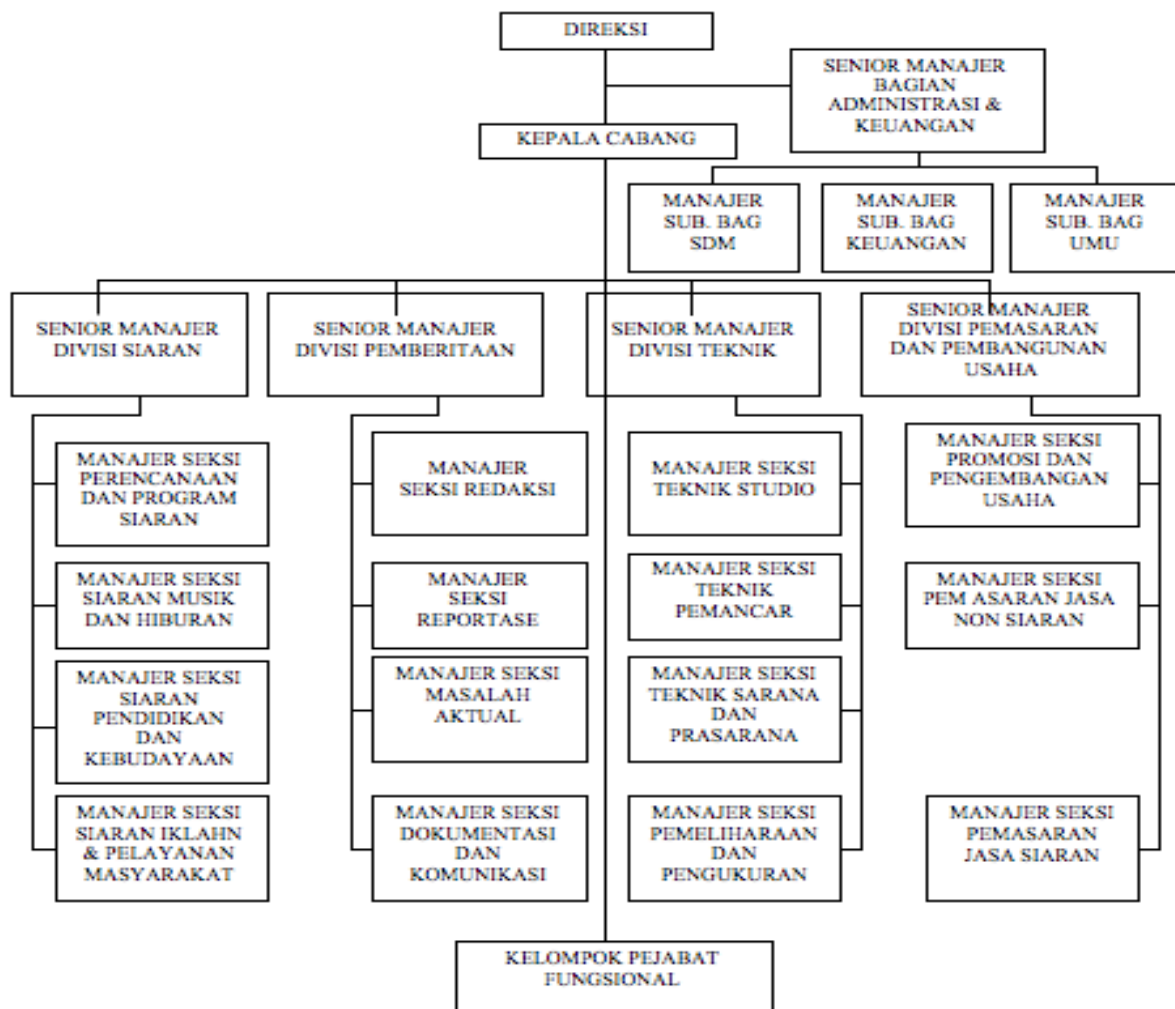 DIREKSI
SENIOR MANAJER
BAGIAN
ADMINISTRASI &
KEUANGAN
KEPALA CABANG
MANAJER
SUB. BAG
SDM
MANAJER
SUB. BAG
KEUANGAN
MANAJER
SUB. BAG
UMU
SENIOR MANAJER
DIVISI SIARAN
SENIOR MANAJER
DIVISI PEMBERITAAN
SENIOR MANAJER
DIVISI TEKNIK
SENIOR MANAJER
DIVISI PEMASARAN
DAN PEMBANGUNAN
USAHA
MANAJER SEKSI
PERENCANAAN
DAN PROGRAM
SIARAN
MANAJER SEKSI
SIARAN MUSIK
DAN HIBURAN
MANAJER SEKSI
SIARAN
PENDIDIKAN
DAN
KEBUDAYAAN
MANAJER SEKSI
SIARAN IKLAHN
& PELAYANAN
MASYARAKAT
MANAJER
SEKSI REDAKSI
MANAJER
SEKSI
REPORTASE
MANAJER SEKSI
MASALAH
AKTUAL
MANAJER SEKSI
DOKUMENTASI
DAN
KOMUNIKASI
MANAJER SEKSI
TEKNIK STUDIO
MANAJER SEKSI
TEKNIK
PEMANCAR
MANAJER SEKSI
TEKNIK SARANA
DAN
PRASARANA
MANAJER SEKSI
PEMELIHARAAN
DAN
PENGUKURAN
MANAJER SEKSI
PROMOSI DAN
PENGEMBANGAN
USAHA
MANAJER SEKSI
PEM ASARAN JASA
NON SIARAN
MANAJER SEKSI
PEMASARAN
JASA SIARAN
KELOMPOK PEJABAT
FUNGSIONAL